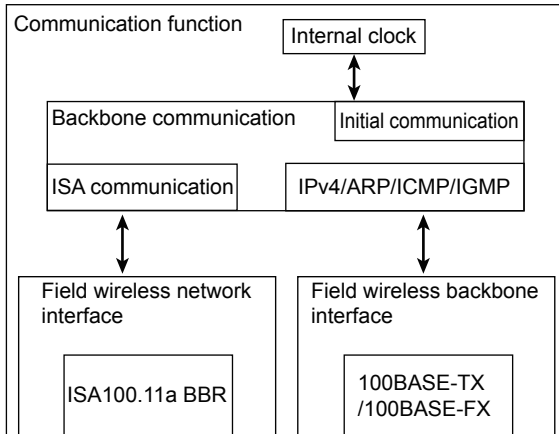 Communication function
Internal clock
Backbone communication
Initial communication
ISA communication
IPv4/ARP/ICMP/IGMP
Field wireless network
interface
Field wireless backbone
interface
ISA100.11a BBR
100BASE-TX
/100BASE-FX